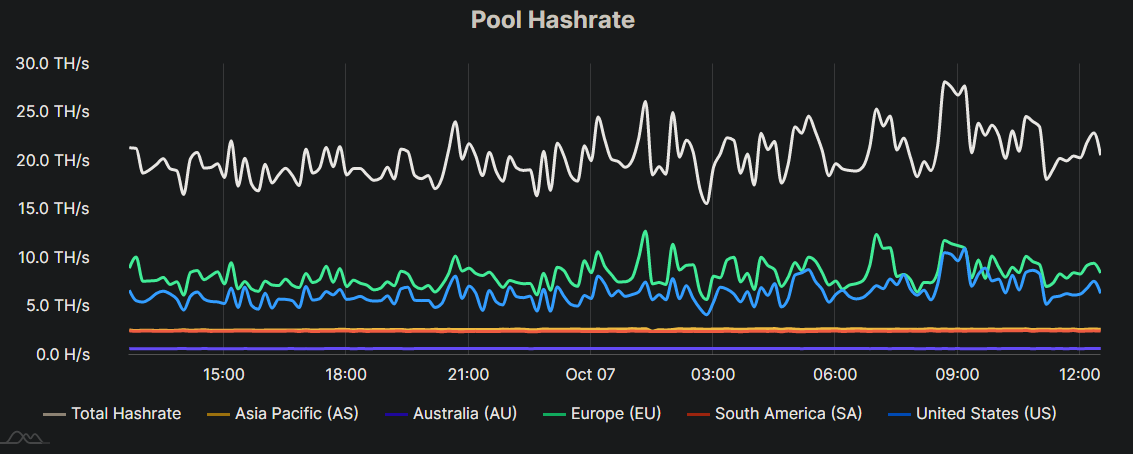 Pool Hashrate
30.0 TH/s
25.0 TH/s
20.0 TH/s
15.0 TH/s
10.0 TH/s
5.0 TH/s
0.0 H/s
15:00 18:00 21:00 Oct 07 03:00 06:00 09:00 12:00
Total Hashrate Asia Pacific (AS) Australia (AU) Europe (EU) South America (SA) United States (US)